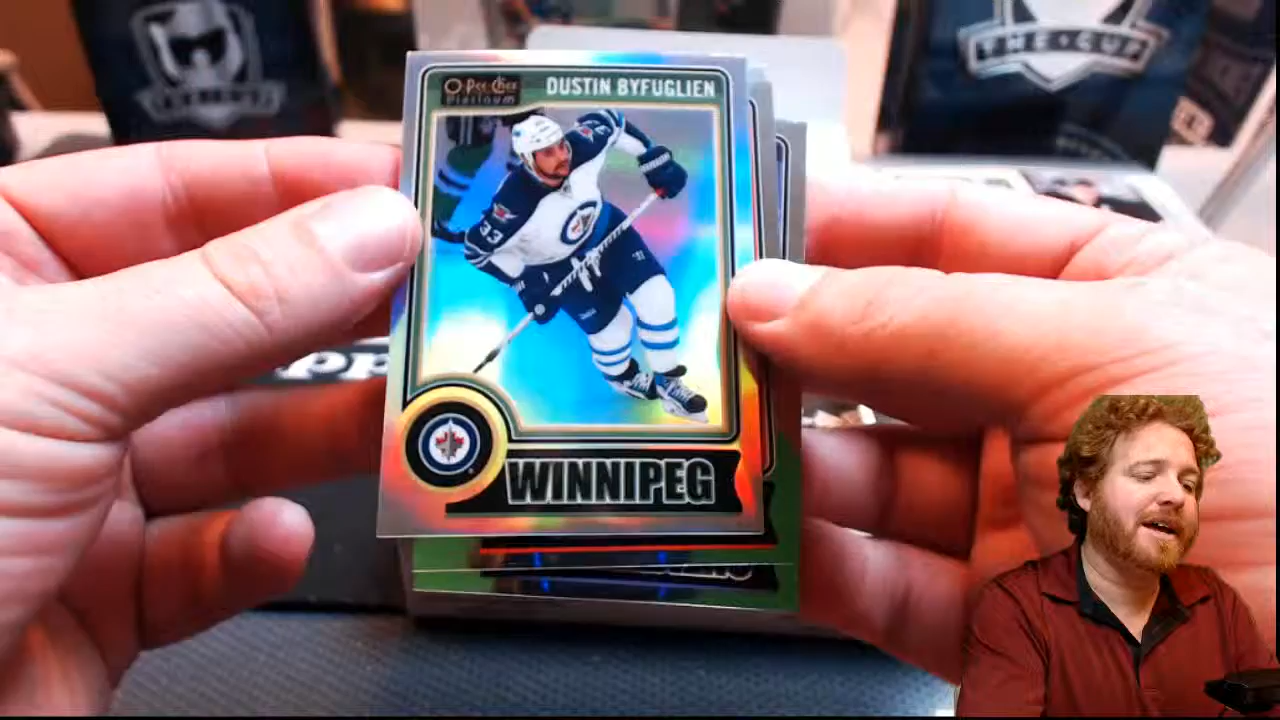 THE CUP
O-Pee-Chee
Platinum
DUSTIN BYFUGLIEN
33
WINNIPEG